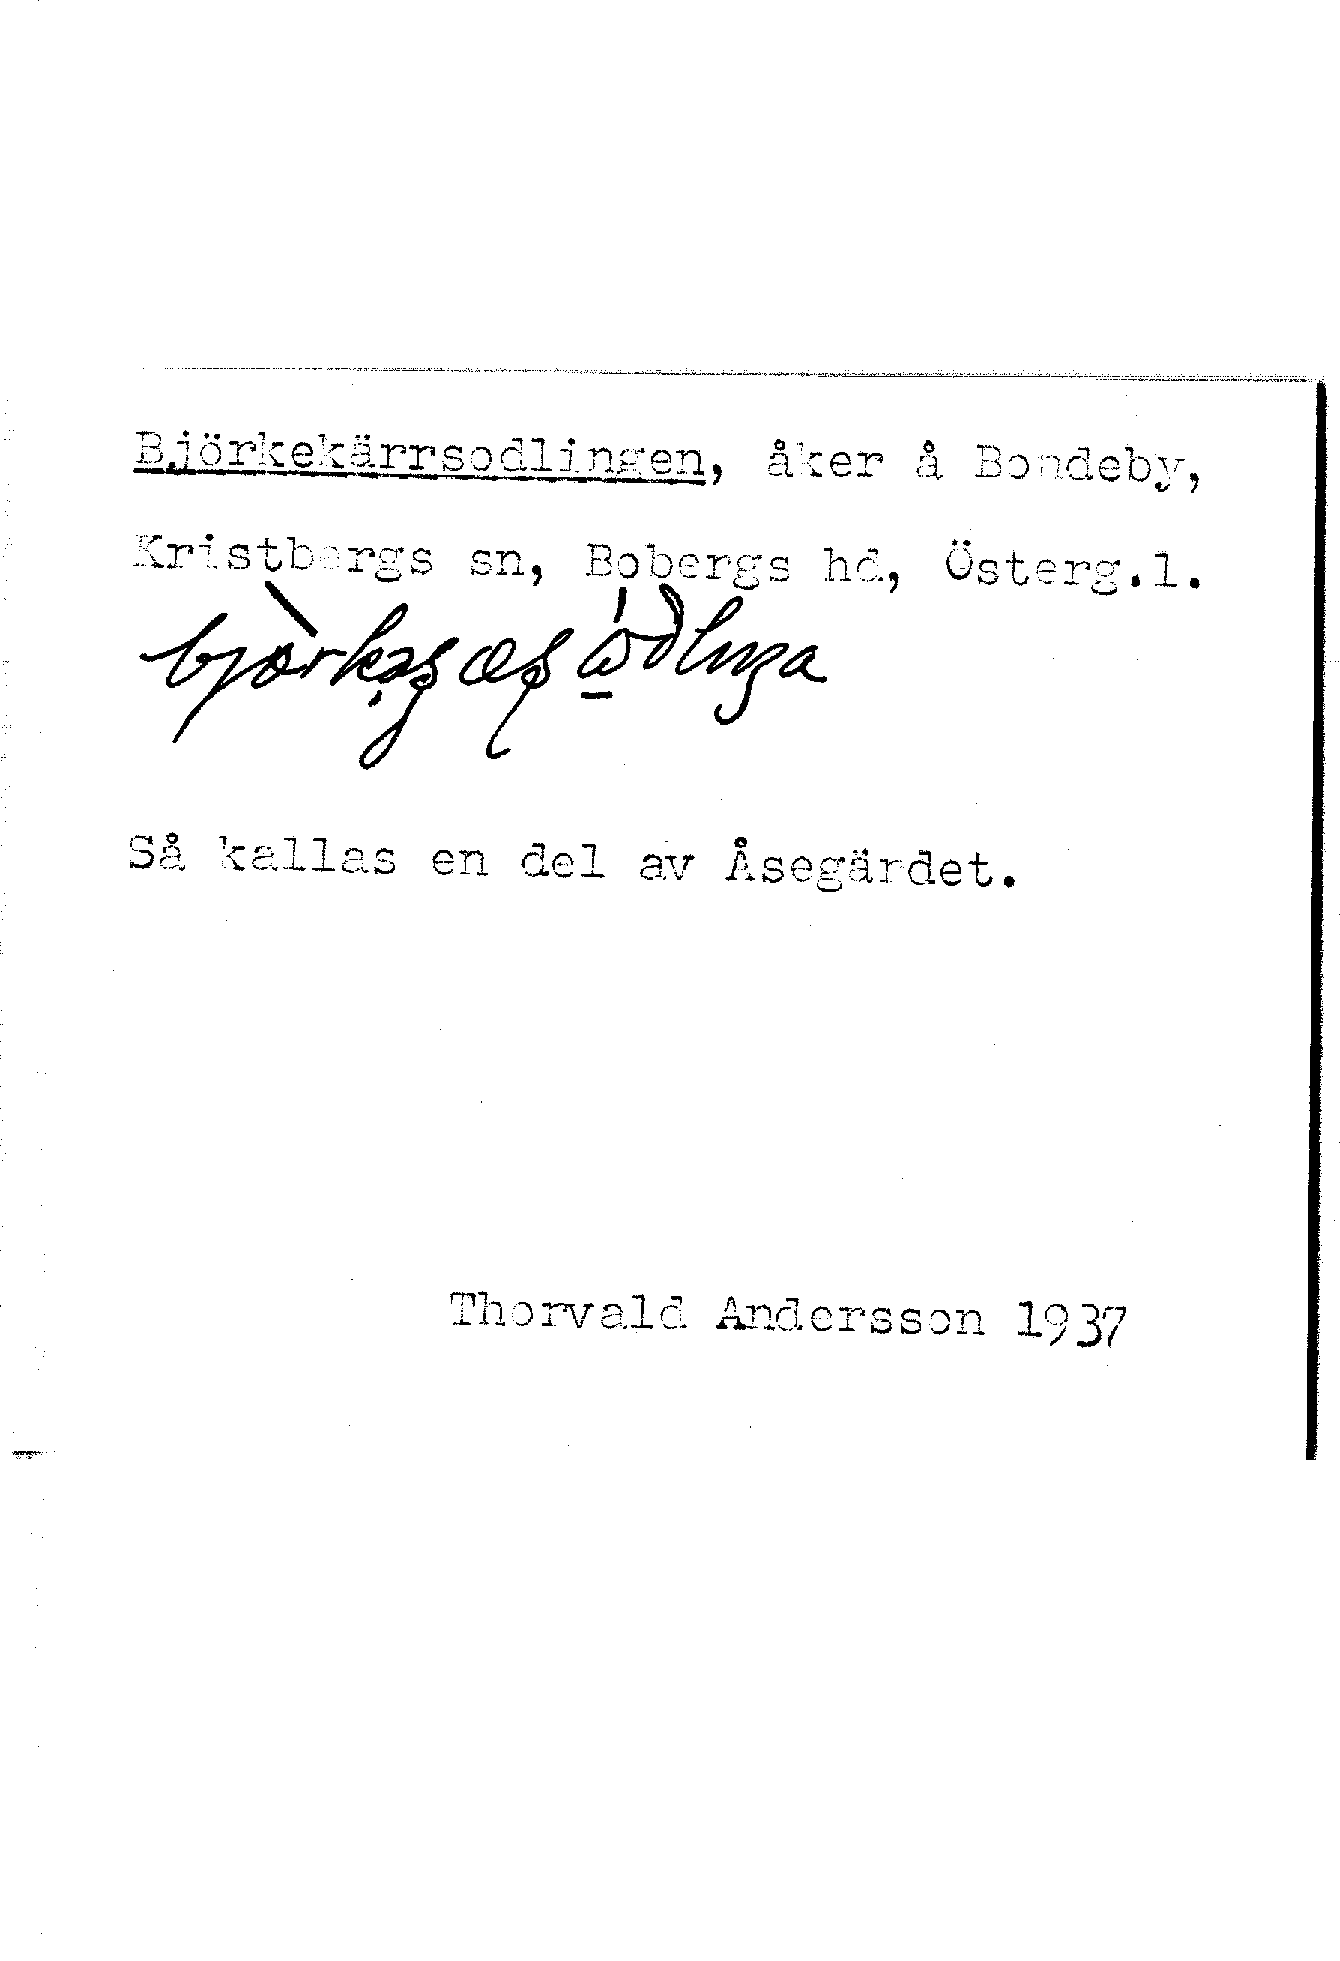 Björkekärrsodlingen, åker å Bondeby,
Kristbergs sn, Bobergs hd, Österg.l.
Så kallas en del av Åsegärdet.
Thorvald Andersson 1937